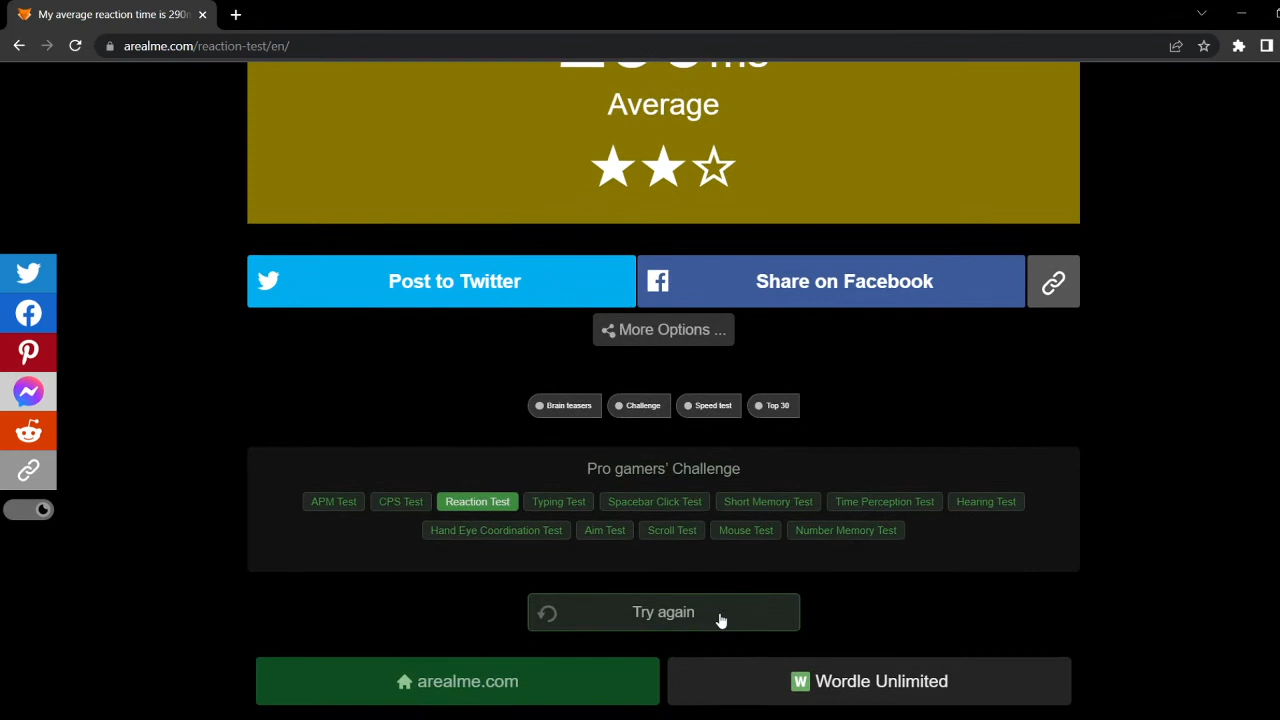 My average reaction time is 290
arealme.com/reaction-test/en/
Average
Post to Twitter
Share on Facebook
More Options ...
Brain teasers
Challenge
Speed test
Top 30
Pro gamers' Challenge
APM Test
CPS Test
Reaction Test
Typing Test
Spacebar Click Test
Short Memory Test
Time Perception Test
Hearing Test
Hand Eye Coordination Test
Aim Test
Scroll Test
Mouse Test
Number Memory Test
Try again
arealme.com
W Wordle Unlimited